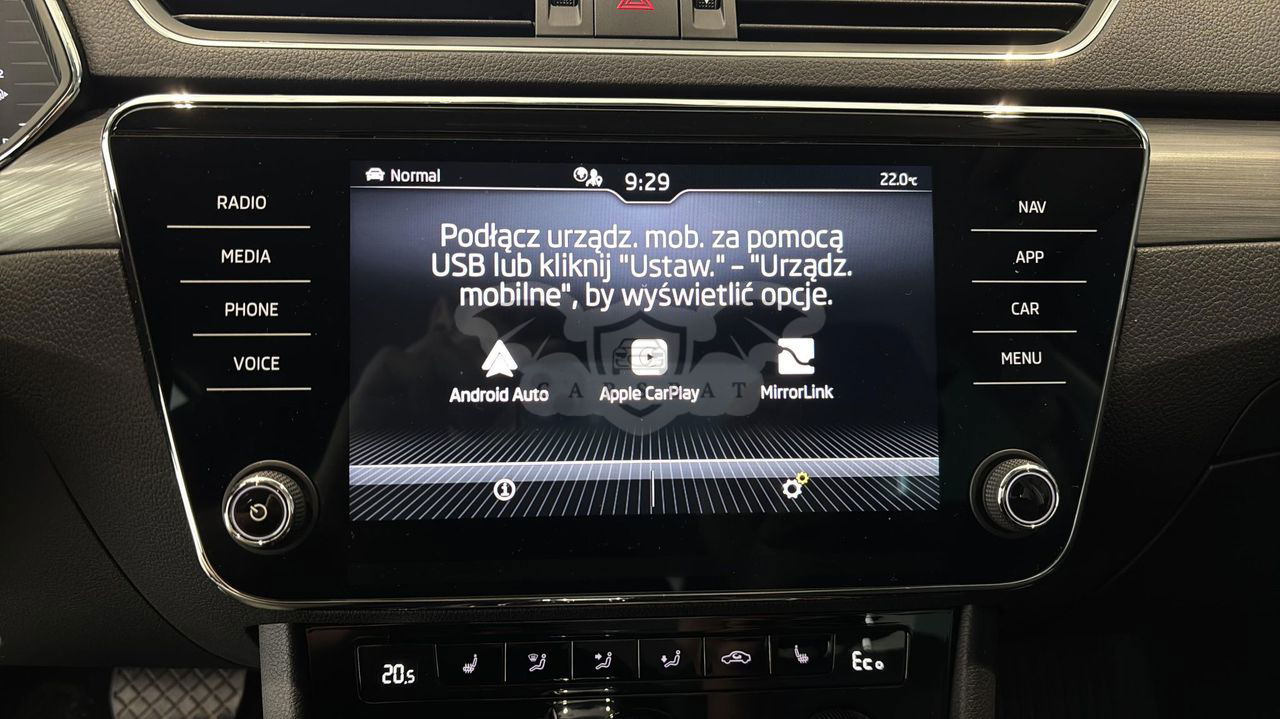 Normal
9:29
22.0°C
RADIO
MEDIA
PHONE
VOICE
Podłącz urządz. mob. za pomocą
USB lub kliknij "Ustaw." - "Urządz.
mobilne", by wyświetlić opcje.
Android Auto
Apple CarPlay
MirrorLink
NAV
APP
CAR
MENU
20.5
Eco